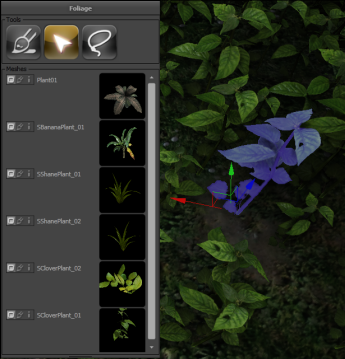 Foliage
Tools
Meshes
Plant01
SBananaPlant_01
SShanePlant_01
SShanePlant_02
SCloverPlant_02
SCloverPlant_01